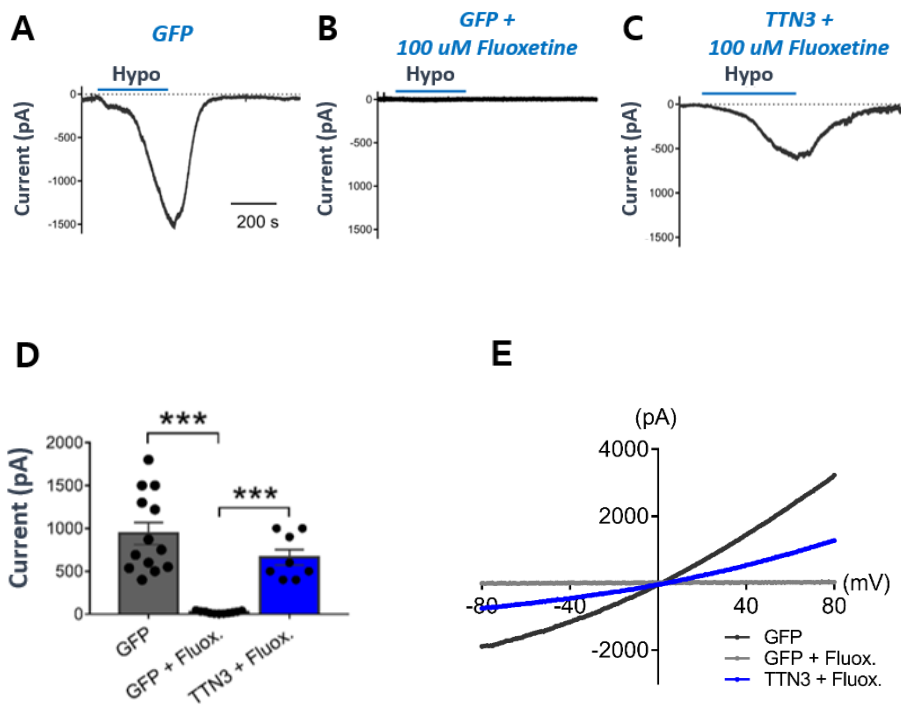 A
GFP
Hypo
Current (pA)
0
-500
-1000
-1500
200 s
B
GFP +
100 uM Fluoxetine
Hypo
Current (pA)
0
-500
1000
1500
C
TTN3 +
100 uM Fluoxetine
Hypo
Current (pA)
0
-500
1000
.1500
D
Current (pA)
2000
1500
1000
500
0
***
***
GFP
GFP + Fluox.
TTN3 + Fluox.
E
(pA)
4000
2000
-2000
-80
-40
40
80
(mV)
GFP
GFP + Fluox.
TTN3 + Fluox.